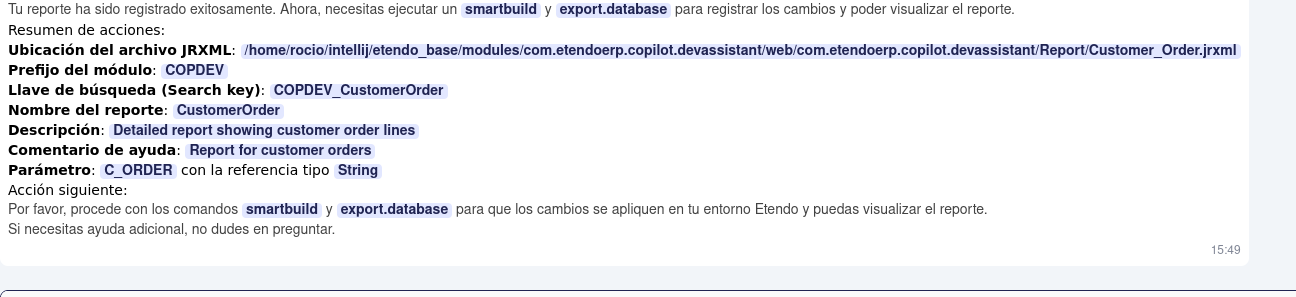 Tu reporte ha sido registrado exitosamente. Ahora, necesitas ejecutar un smartbuild y export.database para registrar los cambios y poder visualizar el reporte.
Resumen de acciones:
Ubicación del archivo JRXML: /home/rocio/intellij/etendo_base/modules/com.etendoerp.copilot.devassistant/web/com.etendoerp.copilot.devassistant/Report/Customer_Order.jrxml
Prefijo del módulo: COPDEV
Llave de búsqueda (Search key): COPDEV_CustomerOrder
Nombre del reporte: CustomerOrder
Descripción: Detailed report showing customer order lines
Comentario de ayuda: Report for customer orders
Parámetro: C_ORDER con la referencia tipo String
Acción siguiente:
Por favor, procede con los comandos smartbuild y export.database para que los cambios se apliquen en tu entorno Etendo y puedas visualizar el reporte.
Si necesitas ayuda adicional, no dudes en preguntar.
15:49